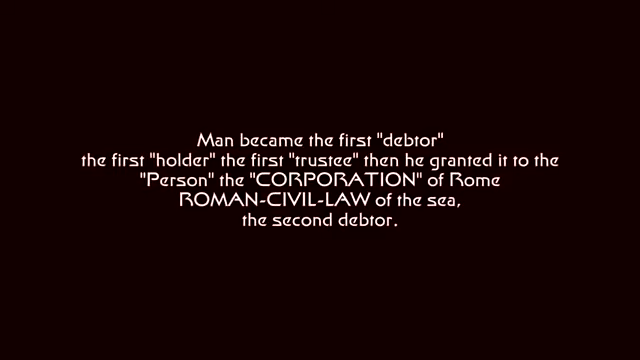 Man became the first "debtor"
the first "holder" the first "trustee" then he granted it to the
"Person" the "CORPORATION" of Rome
ROMAN-CIVIL-LAW of the sea,
the second debtor.